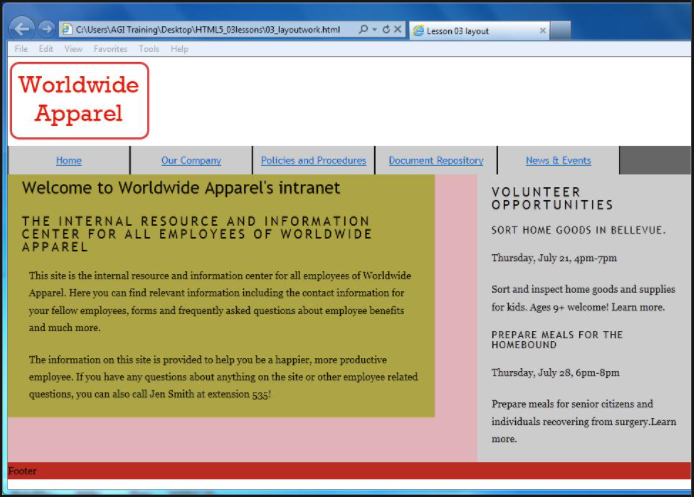 C:\Users\AGI Training\Desktop\HTML5_03lessons\03_layoutwork.html
Lesson 03 layout
File Edit View Favorites Tools Help
Worldwide
Apparel
Home Our Company Policies and Procedures Document Repository News & Events
Welcome to Worldwide Apparel's intranet
THE INTERNAL RESOURCE AND INFORMATION
CENTER FOR ALL EMPLOYEES OF WORLDWIDE
APPAREL
This site is the internal resource and information center for all employees of Worldwide
Apparel. Here you can find relevant information including the contact information for
your fellow employees, forms and frequently asked questions about employee benefits
and much more.
The information on this site is provided to help you be a happier, more productive
employee. If you have any questions about anything on the site or other employee related
questions, you can also call Jen Smith at extension 535!
VOLUNTEER
OPPORTUNITIES
SORT HOME GOODS IN BELLEVUE.
Thursday, July 21, 4pm-7pm
Sort and inspect home goods and supplies
for kids. Ages 9+ welcome! Learn more.
PREPARE MEALS FOR THE
HOMEBOUND
Thursday, July 28, 6pm-8pm
Prepare meals for senior citizens and
individuals recovering from surgery.Learn
more.
Footer